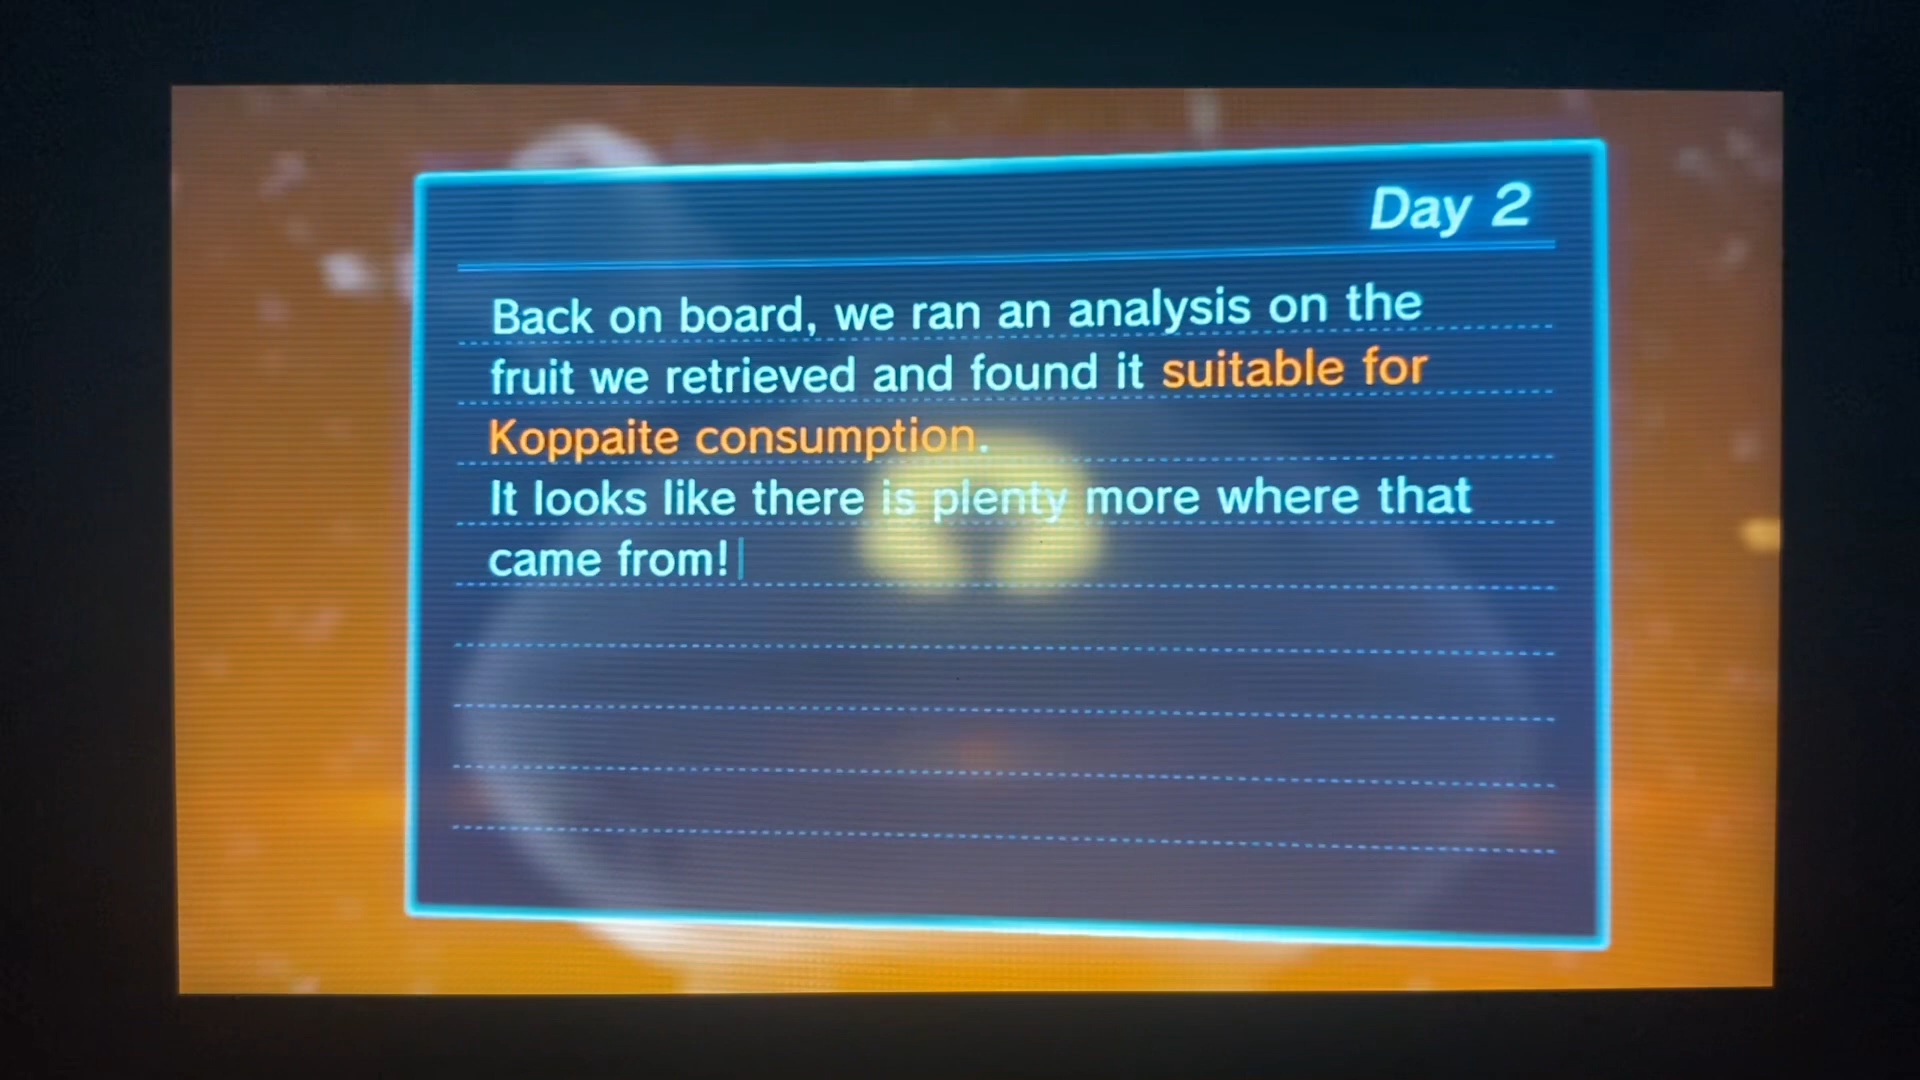 Day 2
Back on board, we ran an analysis on the
fruit we retrieved and found it suitable for
Koppaite consumption.
It looks like there is plenty more where that
came from!